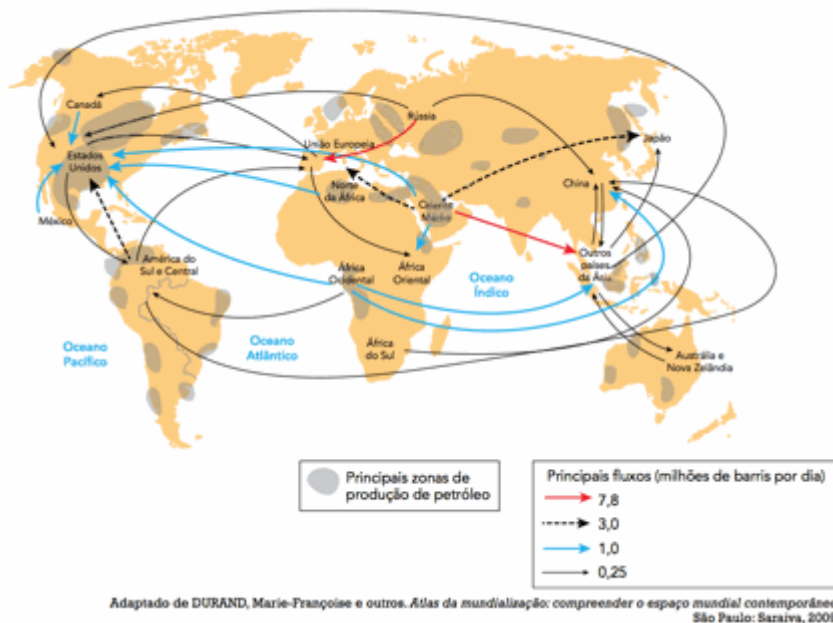 Canadá
Rússia
União Europeia
Japão
Estados
Unidos
China
Norte
da África
Oriente
Médio
México
América do
Sul e Central
África
Ocidental
África
Oriental
Oceano
Índico
Outros
países
da Ásia
Oceano
Pacífico
Oceano
Atlântico
África
do Sul
Austrália e
Nova Zelândia
Principais zonas de
produção de petróleo
Principais fluxos (milhões de barris por dia)
7,8
3,0
1,0
0,25
Adaptado de DURAND, Marie-Françoise e outros. Atlas da mundialização: compreender o espaço mundial contemporâneo
São Paulo: Saraiva, 2009